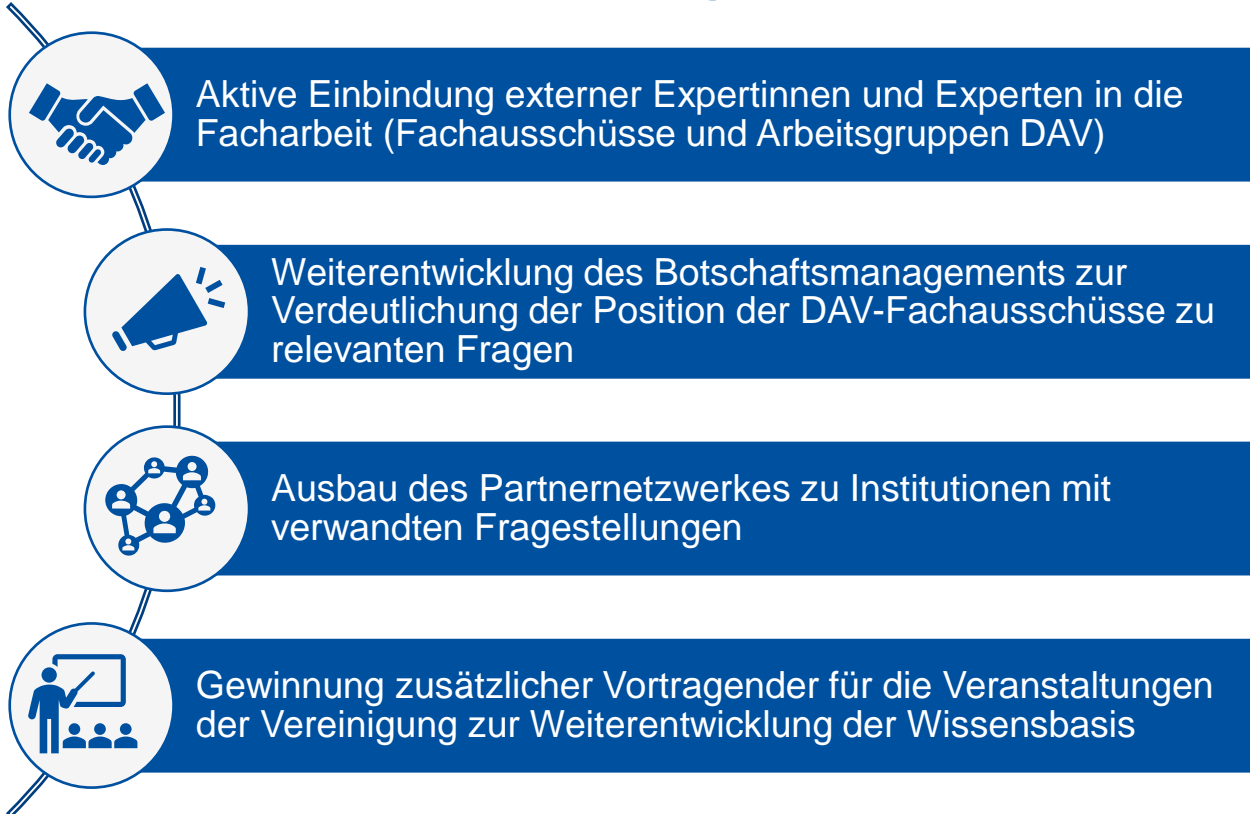 Aktive Einbindung externer Expertinnen und Experten in die
Facharbeit (Fachausschüsse und Arbeitsgruppen DAV)
Weiterentwicklung des Botschaftsmanagements zur
Verdeutlichung der Position der DAV-Fachausschüsse zu
relevanten Fragen
Ausbau des Partnernetzwerkes zu Institutionen mit
verwandten Fragestellungen
Gewinnung zusätzlicher Vortragender für die Veranstaltungen
der Vereinigung zur Weiterentwicklung der Wissensbasis